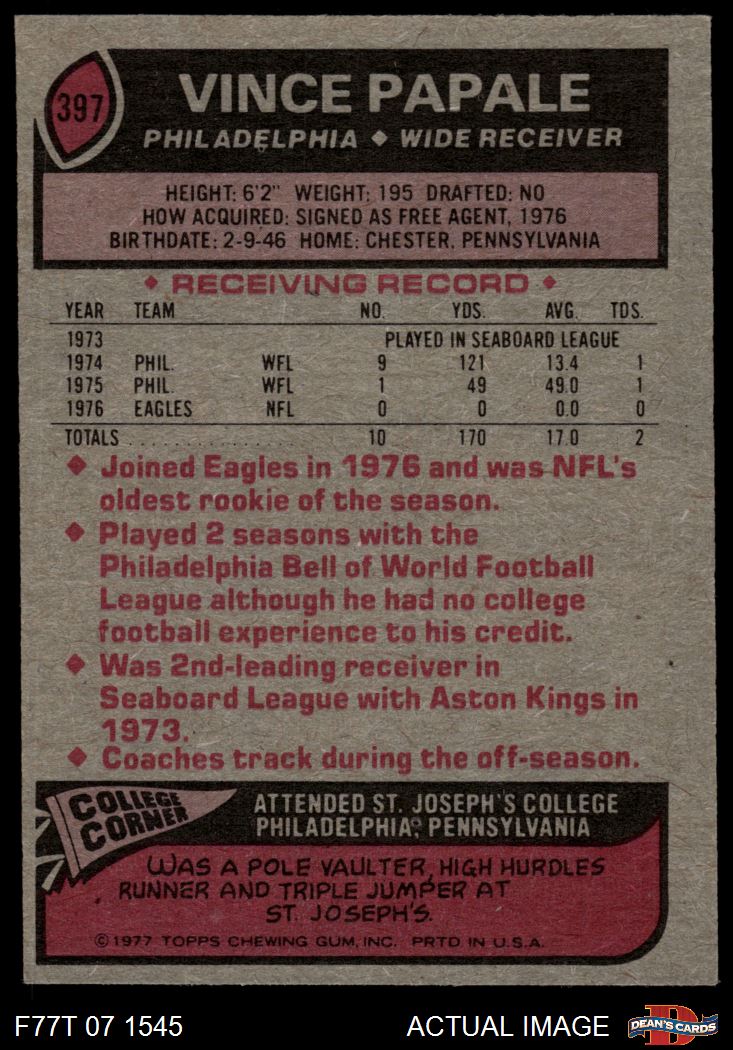 397
VINCE PAPALE
PHILADELPHIA ◆ WIDE RECEIVER
HEIGHT: 6'2" WEIGHT: 195 DRAFTED: NO
HOW ACQUIRED: SIGNED AS FREE AGENT, 1976
BIRTHDATE: 2-9-46 HOME: CHESTER, PENNSYLVANIA
◆ RECEIVING RECORD ◆
YEAR TEAM NO. YDS. AVG. TDS.
1973 PLAYED IN SEABOARD LEAGUE
1974 PHIL. WFL 9 121 13.4 1
1975 PHIL. WFL 1 49 49.0 1
1976 EAGLES NFL 0 0 0.0 0
TOTALS . . . . . . . . . . . . . . . . 10 170 17.0 2
◆ Joined Eagles in 1976 and was NFL's
oldest rookie of the season.
◆ Played 2 seasons with the
Philadelphia Bell of World Football
League although he had no college
football experience to his credit.
◆ Was 2nd-leading receiver in
Seaboard League with Aston Kings in
1973.
◆ Coaches track during the off-season.
COLLEGE
CORNER
ATTENDED ST. JOSEPH'S COLLEGE
PHILADELPHIA, PENNSYLVANIA
WAS A POLE VAULTER, HIGH HURDLES
RUNNER AND TRIPLE JUMPER AT
ST. JOSEPH'S.
©1977 TOPPS CHEWING GUM, INC. PRTD IN U.S.A.
F77T 07 1545 ACTUAL IMAGE D DEAN'S CARDS